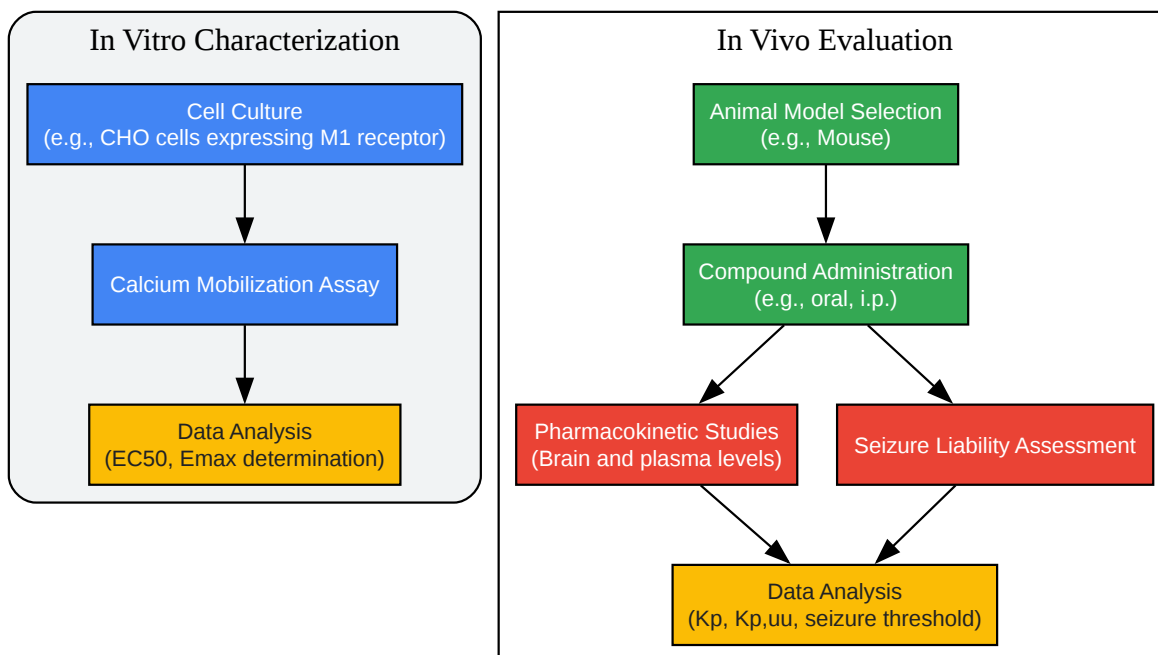 In Vitro Characterization
Cell Culture
(e.g., CHO cells expressing M1 receptor)
Calcium Mobilization Assay
Data Analysis
(EC50, Emax determination)
In Vivo Evaluation
Animal Model Selection
(e.g., Mouse)
Compound Administration
(e.g., oral, i.p.)
Pharmacokinetic Studies
(Brain and plasma levels)
Seizure Liability Assessment
Data Analysis
(Kp, Kp,uu, seizure threshold)